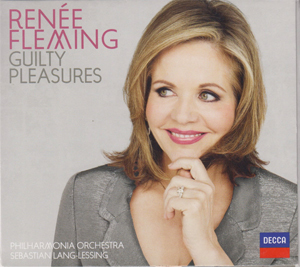 RENÉE
FLEMING
GUILTY
PLEASURES
DECCA
PHILHARMONIA ORCHESTRA
SEBASTIAN LANG-LESSING